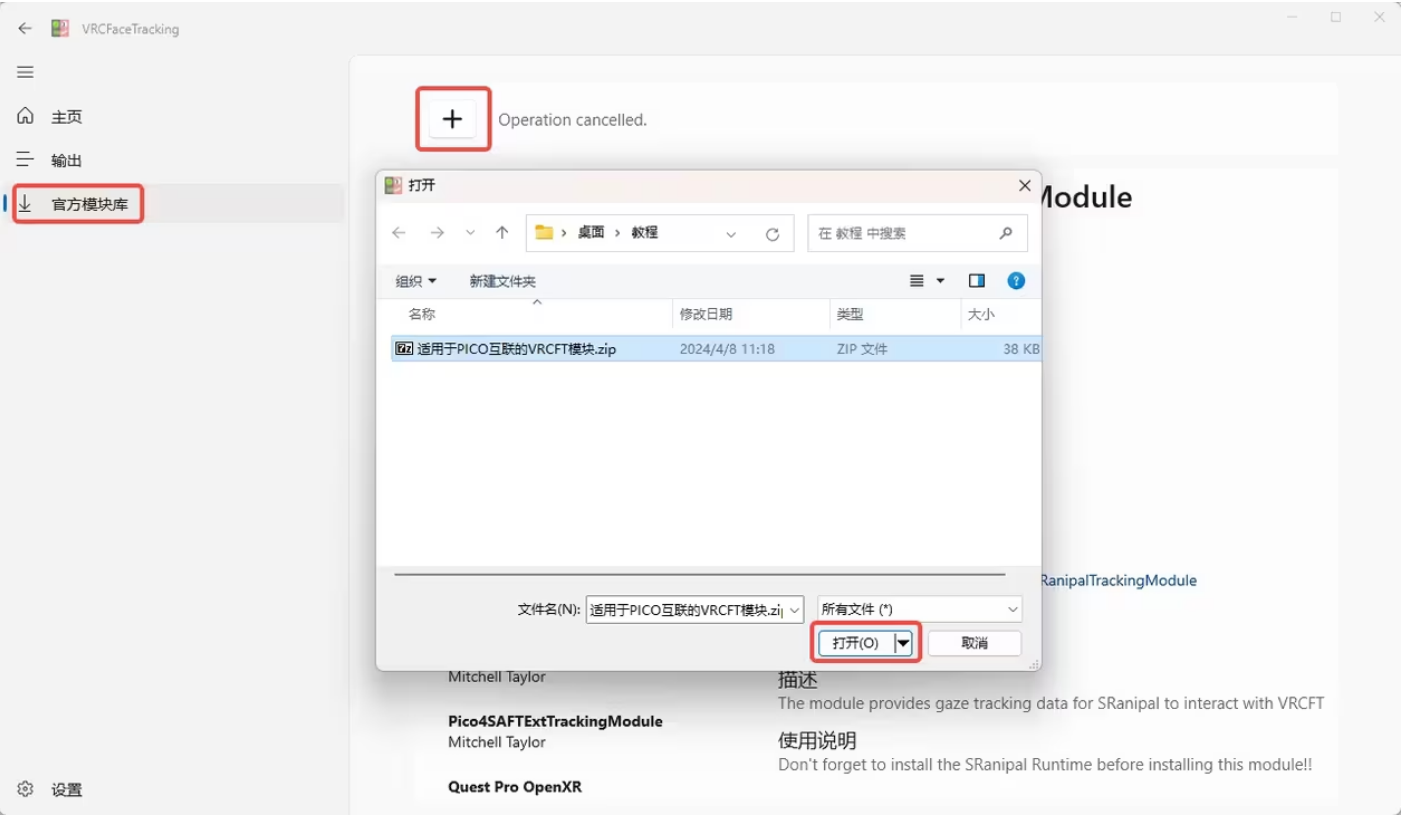 VRCFaceTracking
主页
输出
官方模块库
设置
+ Operation cancelled.
打开
桌面 › 教程
在 教程 中搜索
组织
新建文件夹
名称 修改日期 类型 大小
适用于PICO互联的VRCFT模块.zip 2024/4/8 11:18 ZIP 文件 38 KB
文件名(N): 适用于PICO互联的VRCFT模块.zi 所有文件 (*)
打开(O) 取消
Module
RanipalTrackingModule
Mitchell Taylor
Pico4SAFTExtTrackingModule
Mitchell Taylor
Quest Pro OpenXR
描述
The module provides gaze tracking data for SRanipal to interact with VRCFT
使用说明
Don't forget to install the SRanipal Runtime before installing this module!!